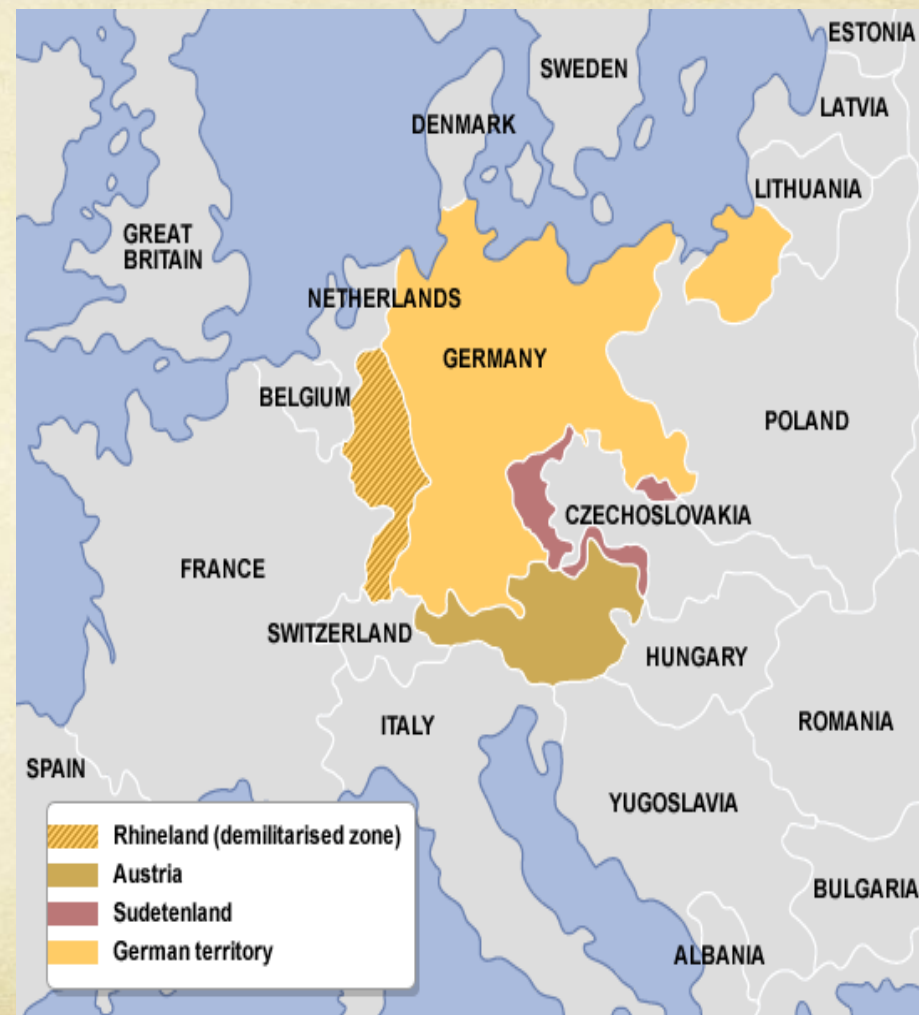 ESTONIA
SWEDEN
LATVIA
DENMARK
LITHUANIA
GREAT
BRITAIN
NETHERLANDS
GERMANY
BELGIUM
POLAND
CZECHOSLOVAKIA
FRANCE
SWITZERLAND
HUNGARY
ROMANIA
ITALY
SPAIN
YUGOSLAVIA
BULGARIA
ALBANIA
Rhineland (demilitarised zone)
Austria
Sudetenland
German territory